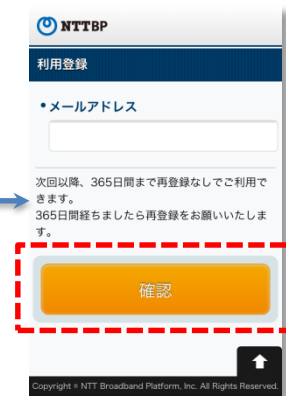 NTTBP
利用登録
•メールアドレス
次回以降、365日間まで再登録なしでご利用で
きます。
365日間経ちましたら再登録をお願いいたしま
す。
確認
Copyright © NTT Broadband Platform, Inc. All Rights Reserved.